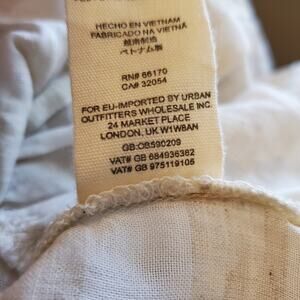 HECHO EN VIETNAM
FABRICADO NA VIETNÃ
越南制造
ベトナム製
RN# 66170
CA# 32054
FOR EU-IMPORTED BY URBAN
OUTFITTERS WHOLESALE INC.
24 MARKET PLACE
LONDON, UK W1W8AN
GB:OB590209
VAT# GB 684936382
VAT# GB 975119105